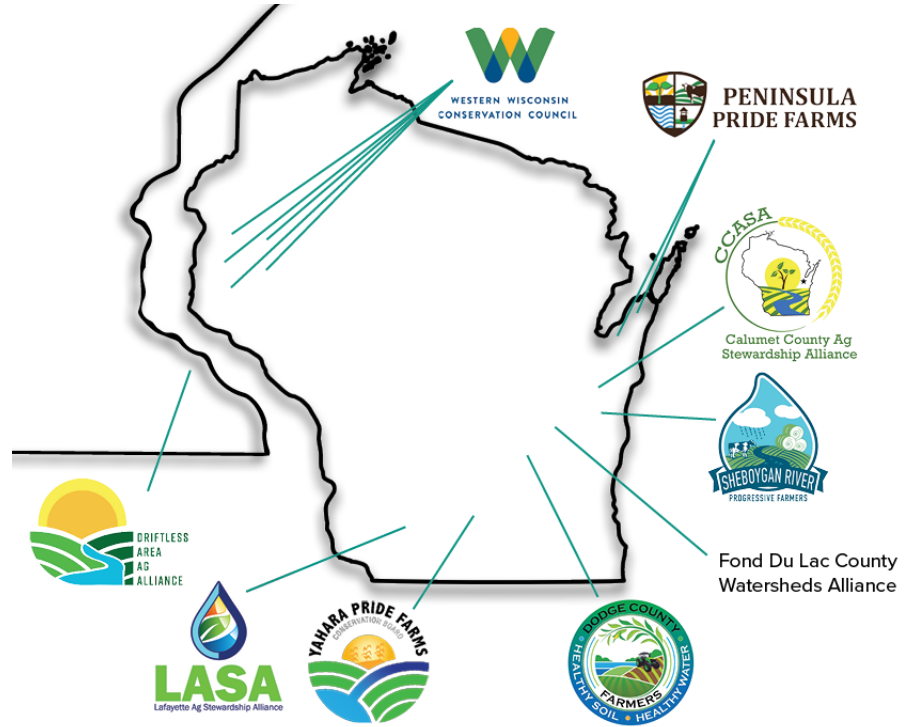 W
WESTERN WISCONSIN
CONSERVATION COUNCIL
PENINSULA
PRIDE FARMS
CCASA
Calumet County Ag
Stewardship Alliance
SHEBOYGAN RIVER
PROGRESSIVE FARMERS
Fond Du Lac County
Watersheds Alliance
DRIFTLESS
AREA
AG
ALLIANCE
LASA
Lafayette Ag Stewardship Alliance
YAHARA PRIDE FARMS
CONSERVATION BOARD
DODGE COUNTY
FARMERS
HEALTHY SOIL • HEALTHY WATER